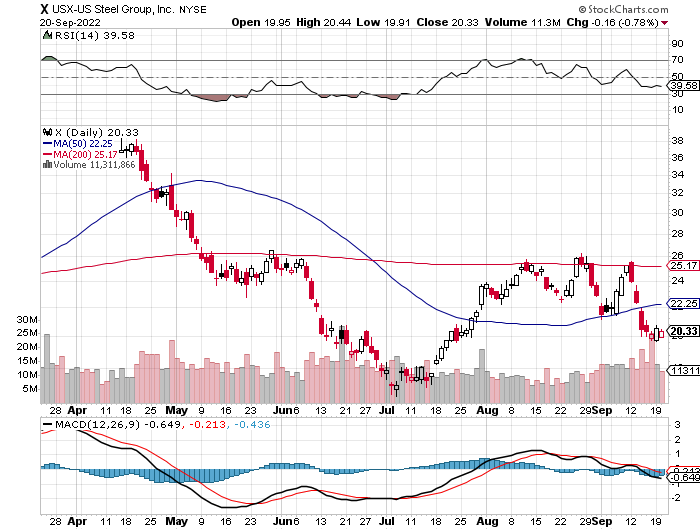 X USX-US Steel Group, Inc. NYSE © StockCharts.com
20-Sep-2022 Open 19.95 High 20.44 Low 19.91 Close 20.33 Volume 11.3M Chg -0.16 (-0.78%)
RSI(14) 39.58
90
70
50
39.58
30
10
X (Daily) 20.33
MA(50) 22.25
MA(200) 25.17
Volume 11,311,866
38
36
34
32
30
28
26
25.17
24
22.25
20.33
18
16
14
12
30M
25M
20M
15M
10M
5M
11311
28 Apr 11 18 25 May 9 16 23 Jun 6 13 21 27 Jul 11 18 25 Aug 8 15 22 29 Sep 12 19
MACD(12,26,9) -0.649, -0.213, -0.436
3
2
1
-0.213
-0.649
-2
28 Apr 11 18 25 May 9 16 23 Jun 6 13 21 27 Jul 11 18 25 Aug 8 15 22 29 Sep 12 19